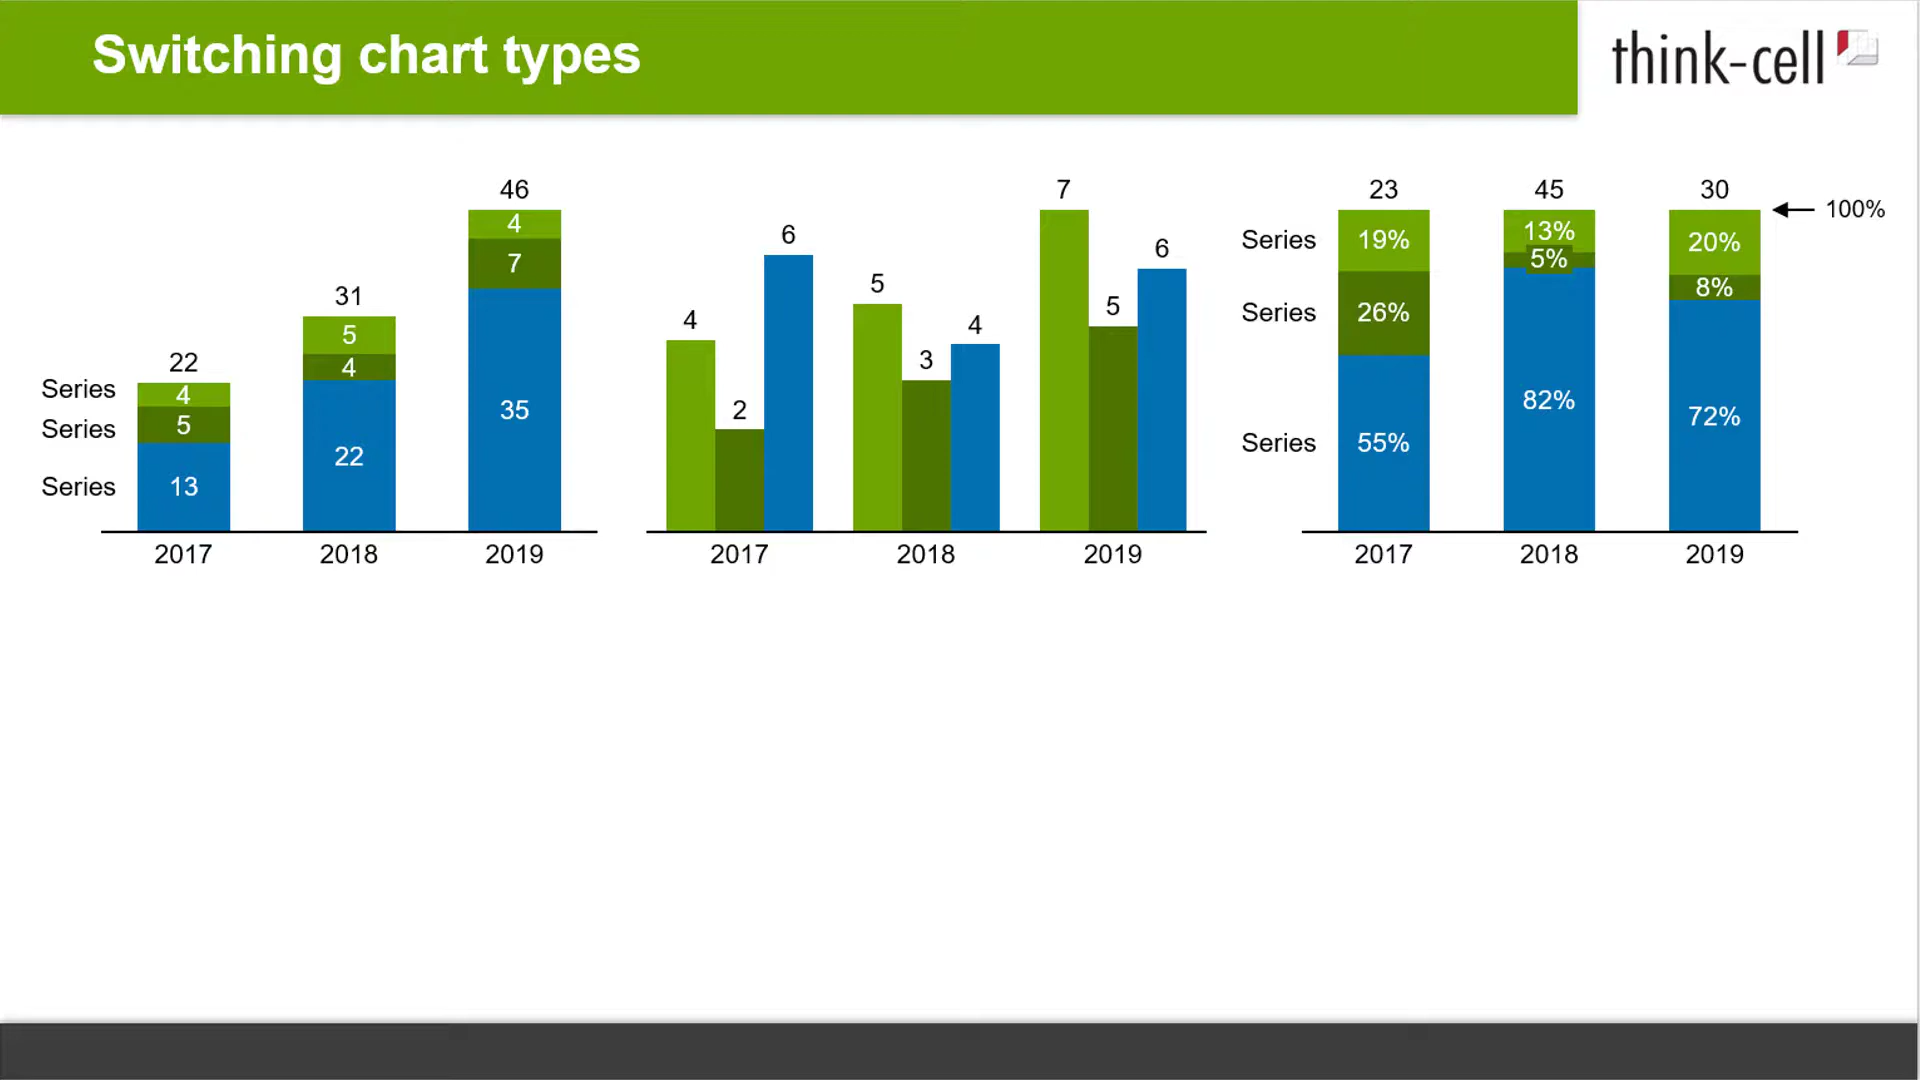 Switching chart types
think-cell
46
4
7
35
31
5
4
22
22
4
5
13
Series
Series
Series
2017 2018 2019
4
2
6
5
3
4
7
5
6
2017 2018 2019
23 45 30
100%
Series
Series
Series
19%
26%
55%
13%
5%
82%
20%
8%
72%
2017 2018 2019